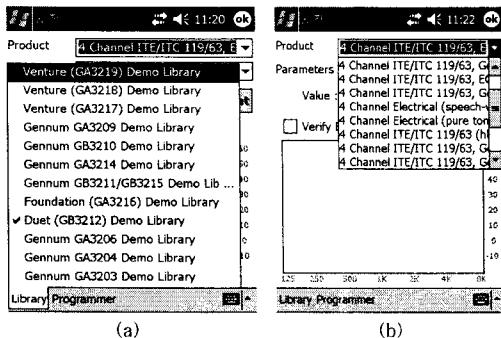 11:20 ok
Product 4 Channel ITE/ITC 119/63, E
Venture (GA3219) Demo Library
Venture (GA3218) Demo Library
Venture (GA3217) Demo Library
Gennum GA3209 Demo Library
Gennum GB3210 Demo Library
Gennum GA3214 Demo Library
Gennum GB3211/GB3215 Demo Lib ...
Foundation (GA3216) Demo Library
✔ Duet (GB3212) Demo Library
Gennum GA3206 Demo Library
Gennum GA3204 Demo Library
Gennum GA3203 Demo Library
Library Programmer
(a)
11:22 ok
Product 4 Channel ITE/ITC 119/63, E
Parameters
Value :
Verify
4 Channel ITE/ITC 119/63, G
4 Channel ITE/ITC 119/63, EC
4 Channel ITE/ITC 119/63, G
4 Channel Electrical (speech-
4 Channel Electrical (pure ton
4 Channel ITE/ITC 119/63 (hi
4 Channel ITE/ITC 119/63, G
4 Channel ITE/ITC 119/63, G
40
30
20
10
0
-10
125 250 500 1K 2K 4K 8K
Library Programmer
(b)